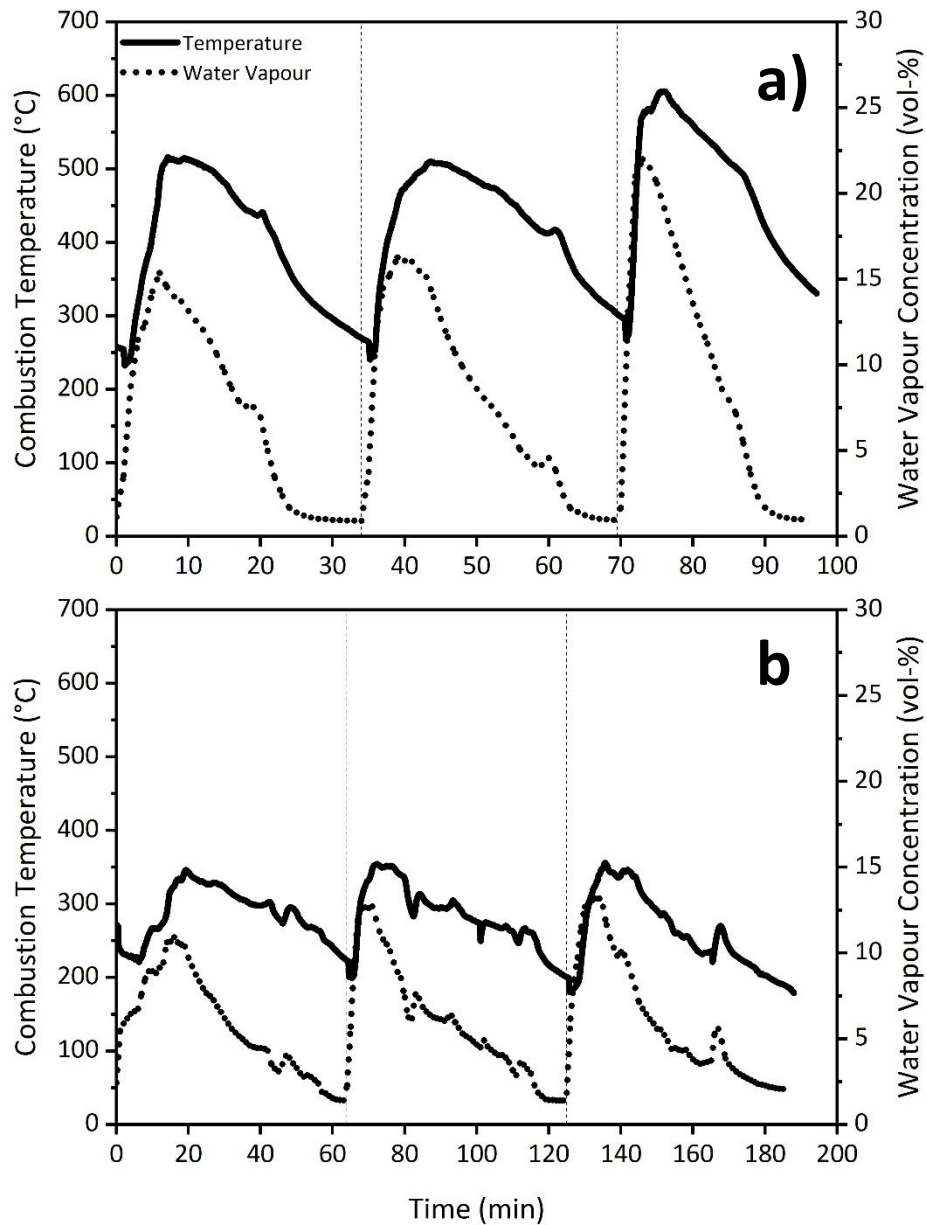 700
600
500
400
300
200
100
0
Combustion Temperature (°C)
Temperature
Water Vapour
a)
30
25
20
15
10
5
0
Water Vapour Concentration (vol-%)
0 10 20 30 40 50 60 70 80 90 100
700
600
500
400
300
200
100
0
Combustion Temperature (°C)
b
30
25
20
15
10
5
0
Water Vapour Concentration (vol-%)
0 20 40 60 80 100 120 140 160 180 200
Time (min)